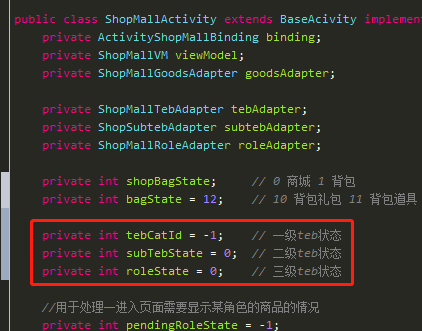 public class ShopMallActivity extends BaseAcivity implement
private ActivityShopMallBinding binding;
private ShopMallVM viewModel;
private ShopMallGoodsAdapter goodsAdapter;
private ShopMallTebAdapter tebAdapter;
private ShopSubtebAdapter subtebAdapter;
private ShopMallRoleAdapter roleAdapter;
private int shopBagState; // 0 商城 1 背包
private int bagState = 12; // 10 背包礼包 11 背包道具
private int tebCatId = -1; // 一级teb状态
private int subTebState = 0; // 二级teb状态
private int roleState = 0; // 三级teb状态
//用于处理一进入页面需要显示某角色的商品的情况
private int pendingRoleState = -1;